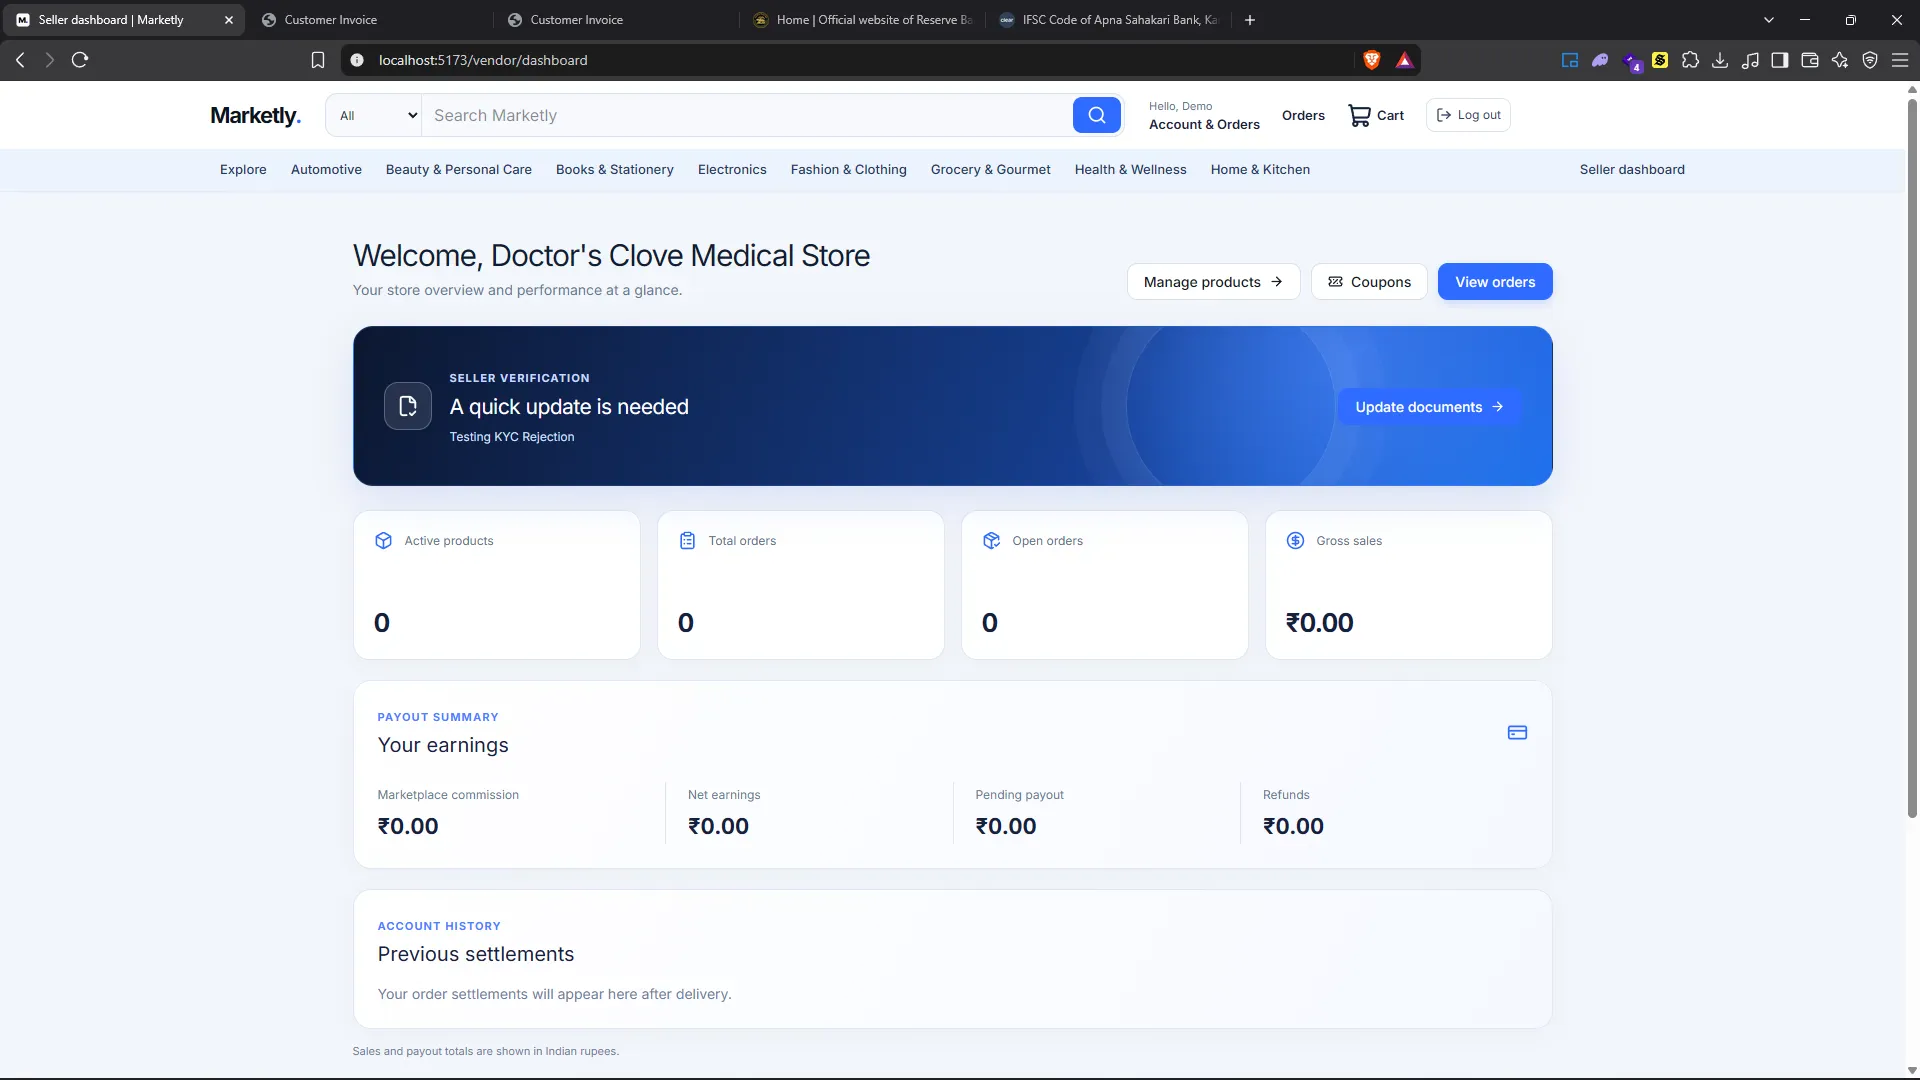 Seller dashboard | Marketly
Customer Invoice
Customer Invoice
Home | Official website of Reserve Ba
IFSC Code of Apna Sahakari Bank, Ka
localhost:5173/vendor/dashboard
4
Marketly.
All
Search Marketly
Hello, Demo
Account & Orders
Orders
Cart
Log out
Explore
Automotive
Beauty & Personal Care
Books & Stationery
Electronics
Fashion & Clothing
Grocery & Gourmet
Health & Wellness
Home & Kitchen
Seller dashboard
Welcome, Doctor's Clove Medical Store
Your store overview and performance at a glance.
Manage products
Coupons
View orders
SELLER VERIFICATION
A quick update is needed
Testing KYC Rejection
Update documents
Active products
0
Total orders
0
Open orders
0
Gross sales
₹0.00
PAYOUT SUMMARY
Your earnings
Marketplace commission
₹0.00
Net earnings
₹0.00
Pending payout
₹0.00
Refunds
₹0.00
ACCOUNT HISTORY
Previous settlements
Your order settlements will appear here after delivery.
Sales and payout totals are shown in Indian rupees.